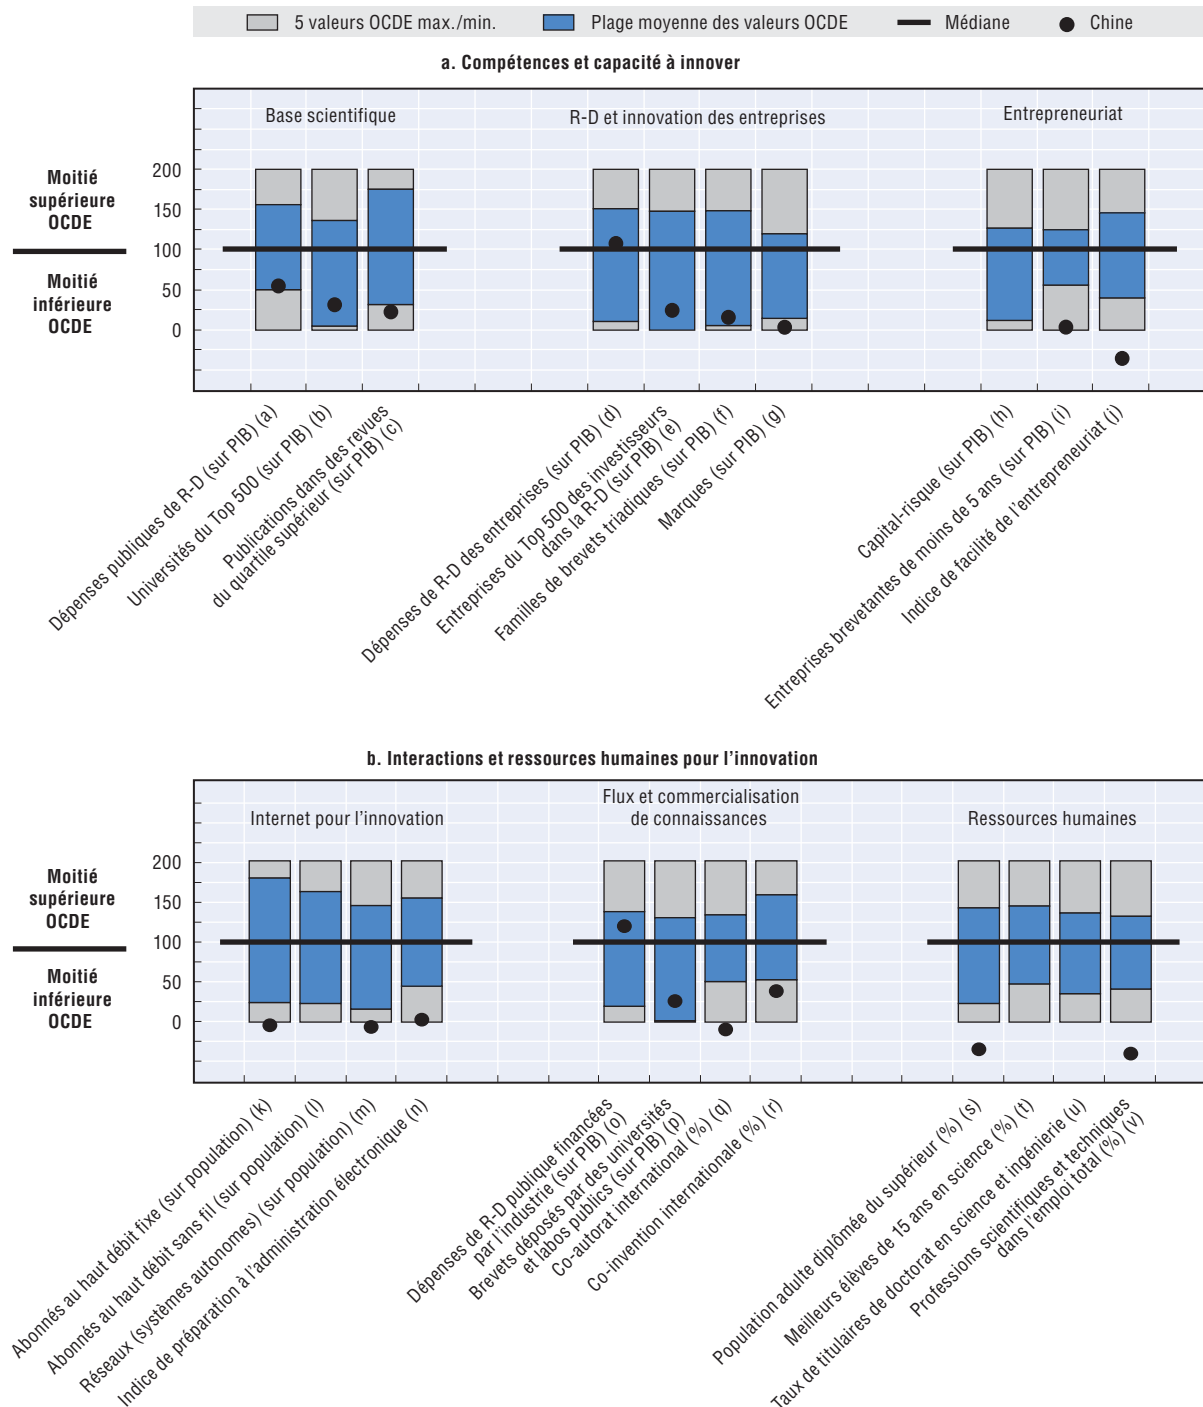 5 valeurs OCDE max./min. Plage moyenne des valeurs OCDE Médiane Chine
a. Compétences et capacité à innover
Base scientifique R-D et innovation des entreprises Entrepreneuriat
Moitié
supérieure
OCDE
Moitié
inférieure
OCDE
200
150
100
50
0
Dépenses publiques de R-D (sur PIB) (a)
Universités du Top 500 (sur PIB) (b)
Publications dans des revues
du quartile supérieur (sur PIB) (c)
Dépenses de R-D des entreprises (sur PIB) (d)
Entreprises du Top 500 des investisseurs
dans la R-D (sur PIB) (e)
Familles de brevets triadiques (sur PIB) (f)
Marques (sur PIB) (g)
Capital-risque (sur PIB) (h)
Entreprises brevetantes de moins de 5 ans (sur PIB) (i)
Indice de facilité de l'entrepreneuriat (j)
b. Interactions et ressources humaines pour l'innovation
Internet pour l'innovation
Flux et commercialisation
de connaissances
Ressources humaines
Moitié
supérieure
OCDE
Moitié
inférieure
OCDE
200
150
100
50
0
Abonnés au haut débit fixe (sur population) (k)
Abonnés au haut débit sans fil (sur population) (l)
Réseaux (systèmes autonomes) (sur population) (m)
Indice de préparation à l'administration électronique (n)
Dépenses de R-D publique financées
par l'industrie (sur PIB) (o)
Brevets déposés par des universités
et labos publics (sur PIB) (p)
Co-autorat international (%) (q)
Co-invention internationale (%) (r)
Population adulte diplômée du supérieur (%) (s)
Meilleurs élèves de 15 ans en science (%) (t)
Taux de titulaires de doctorat en science et ingénierie (u)
Professions scientifiques et techniques
dans l'emploi total (%) (v)